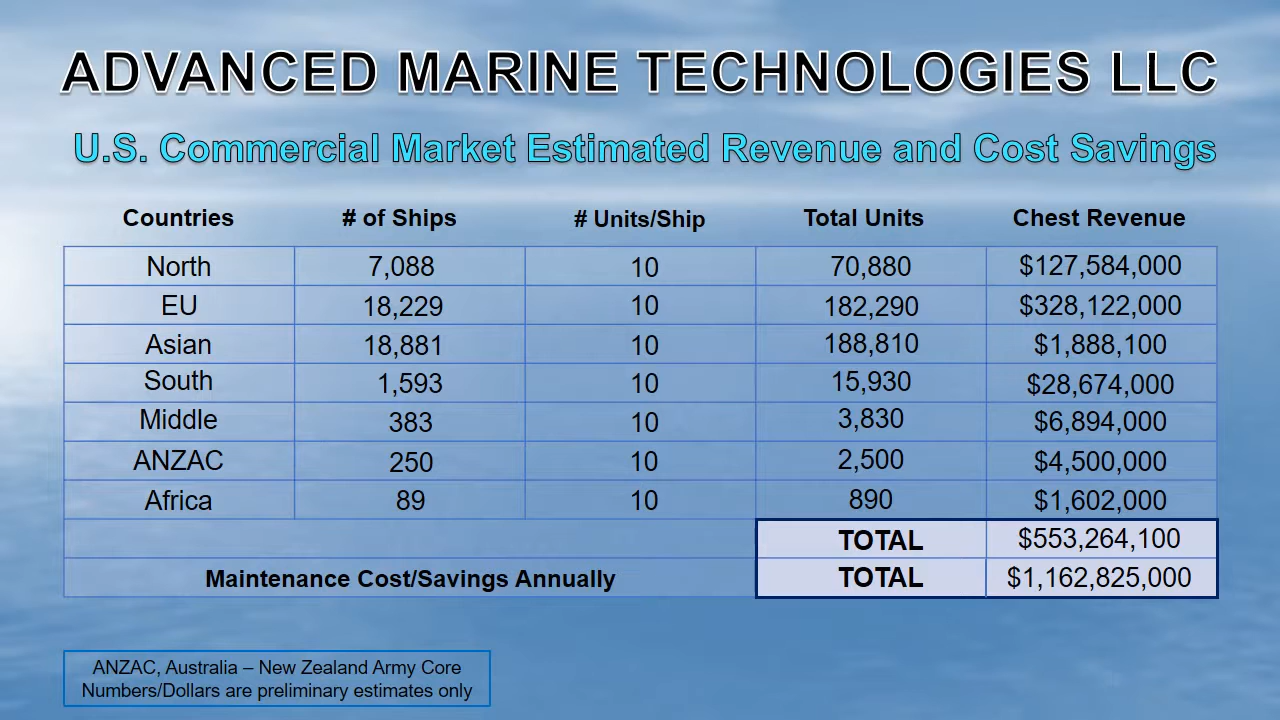 ADVANCED MARINE TECHNOLOGIES LLC
U.S. Commercial Market Estimated Revenue and Cost Savings
Countries # of Ships # Units/Ship Total Units Chest Revenue
North 7,088 10 70,880 $127,584,000
EU 18,229 10 182,290 $328,122,000
Asian 18,881 10 188,810 $1,888,100
South 1,593 10 15,930 $28,674,000
Middle 383 10 3,830 $6,894,000
ANZAC 250 10 2,500 $4,500,000
Africa 89 10 890 $1,602,000
TOTAL $553,264,100
Maintenance Cost/Savings Annually TOTAL $1,162,825,000
ANZAC, Australia – New Zealand Army Core
Numbers/Dollars are preliminary estimates only